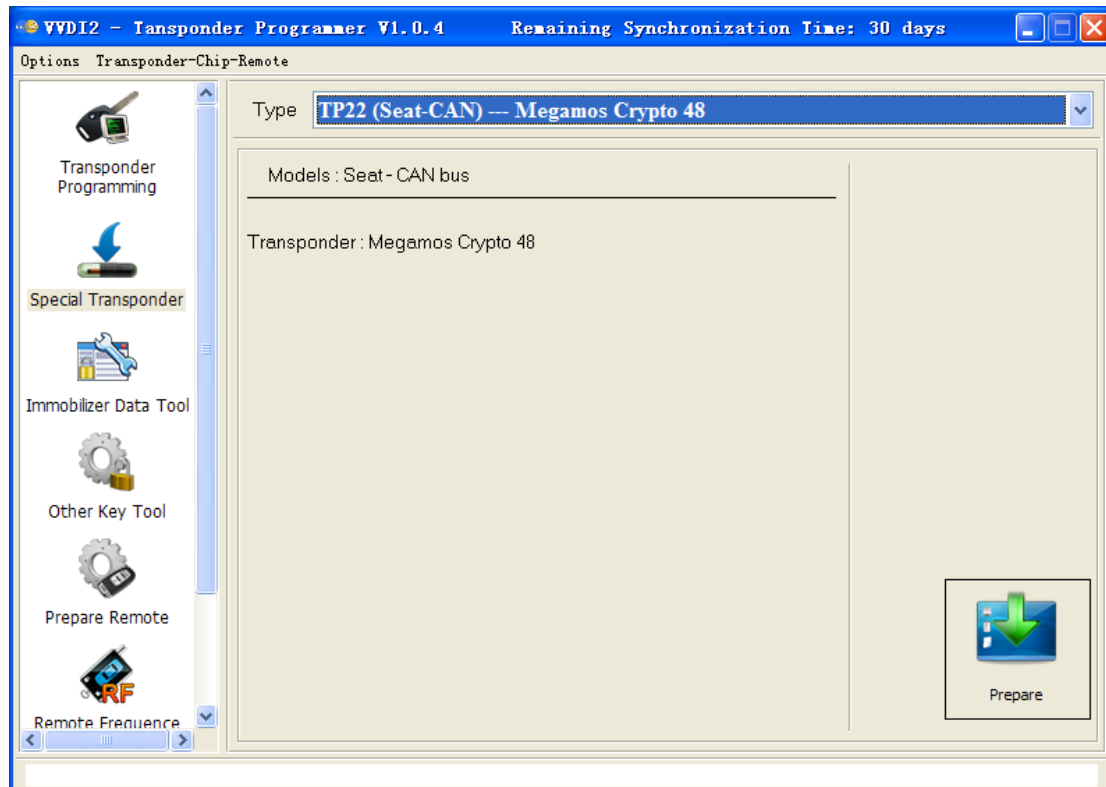 VVDI2 - Tansponder Programmer V1.0.4 Remaining Synchronization Time: 30 days
Options Transponder-Chip-Remote
Transponder
Programming
Special Transponder
Immobilizer Data Tool
Other Key Tool
Prepare Remote
RF
Remote Frequence
Type TP22 (Seat-CAN) --- Megamos Crypto 48
Models : Seat - CAN bus
Transponder : Megamos Crypto 48
Prepare